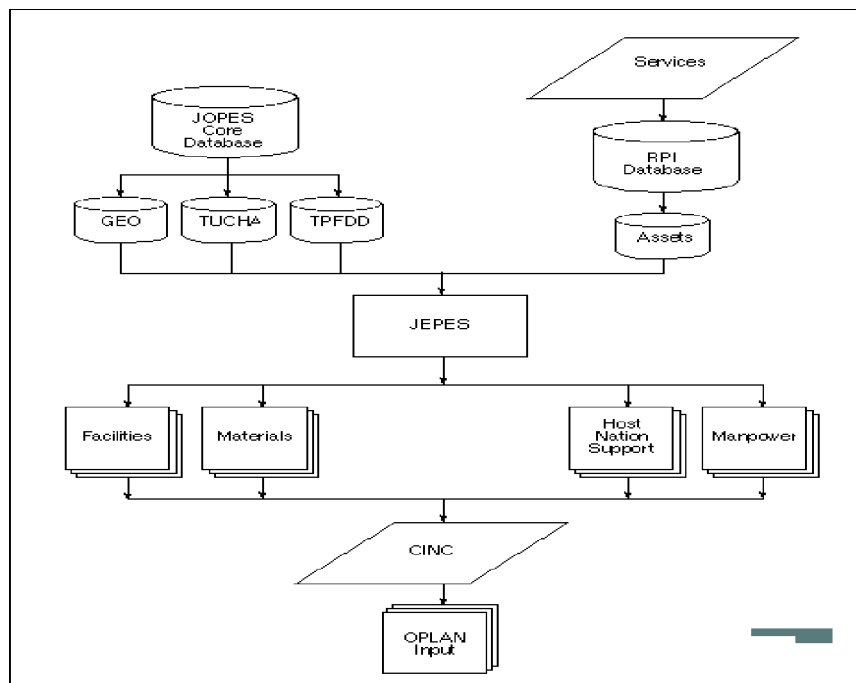 Services
JOPES
Core
Database
RPI
Database
GEO
TUCHA
TPFDD
Assets
JEPES
Facilities
Materials
Host
Nation
Support
Manpower
CINC
OPLAN
Input